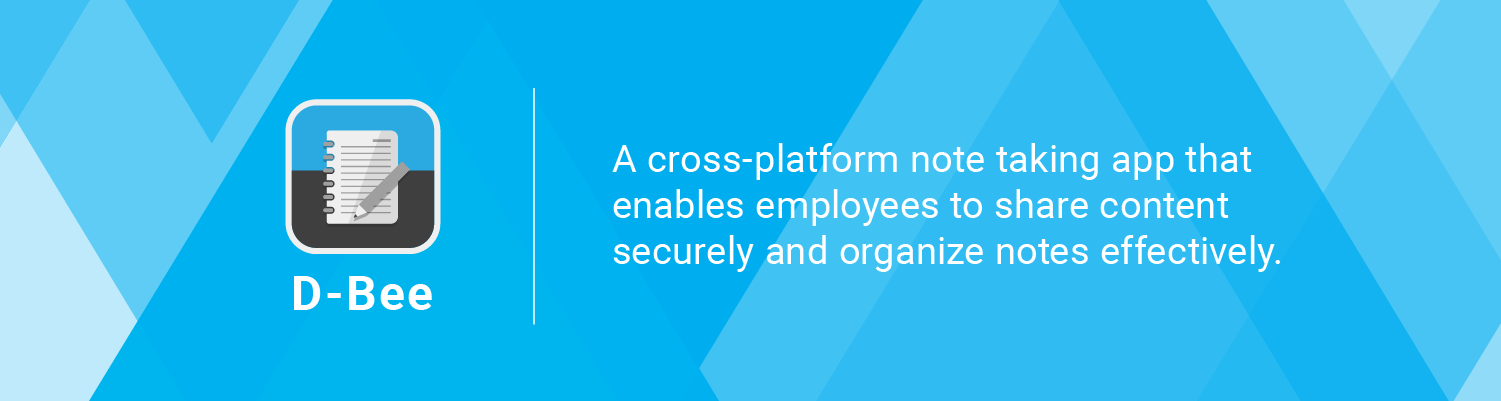 D-Bee
A cross-platform note taking app that
enables employees to share content
securely and organize notes effectively.